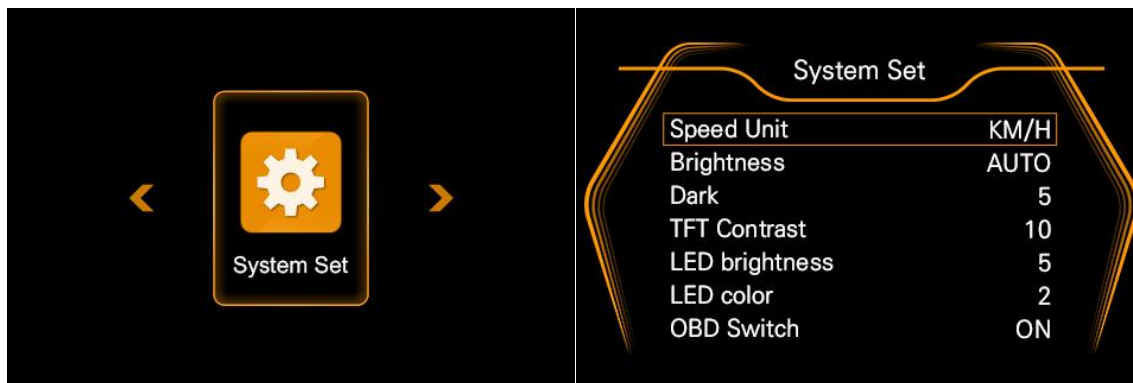 System Set
System Set
Speed Unit KM/H
Brightness AUTO
Dark 5
TFT Contrast 10
LED brightness 5
LED color 2
OBD Switch ON